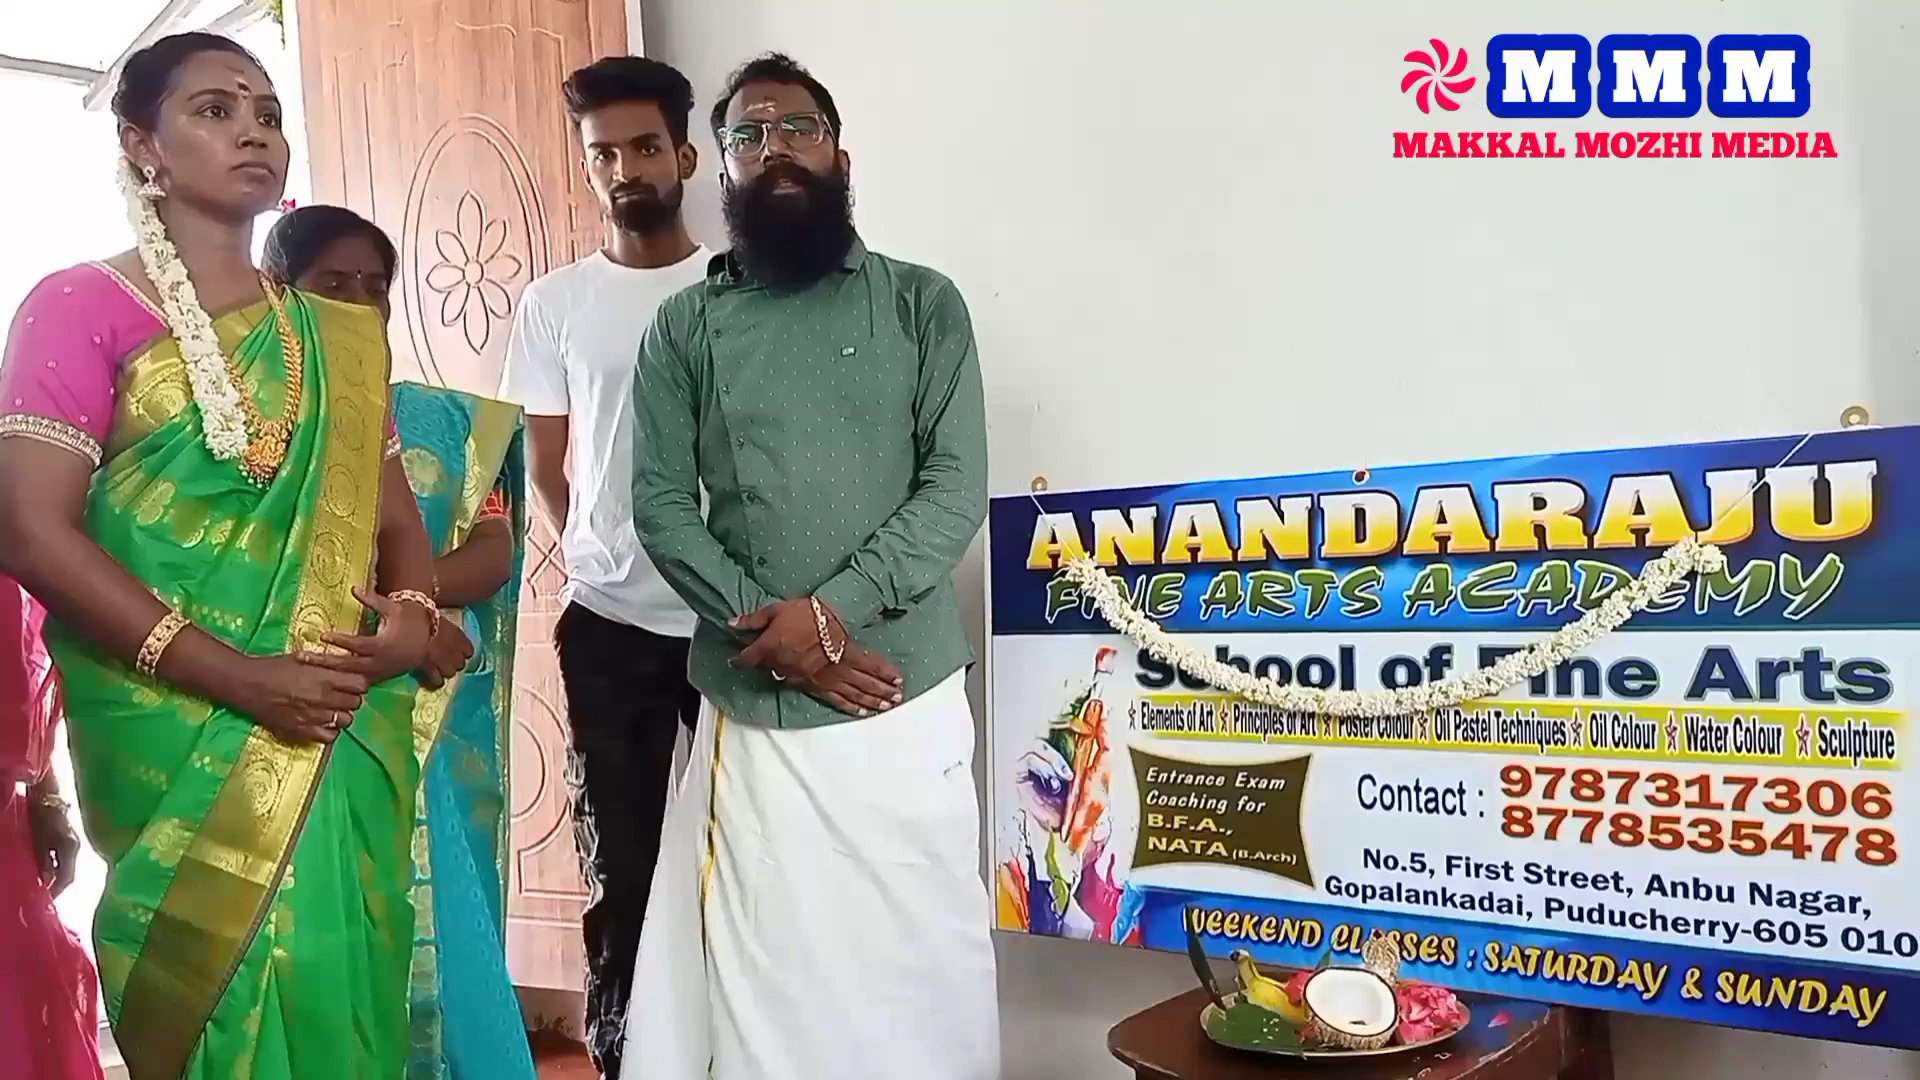 MMM
MAKKAL MOZHI MEDIA
ANANDARAJU
FINE ARTS ACADEMY
School of Fine Arts
☆ Elements of Art ☆ Principles of Art ☆ Poster Colour ☆ Oil Pastel Techniques ☆ Oil Colour ☆ Water Colour ☆ Sculpture
Entrance Exam
Coaching for
B.F.A.,
NATA (B.Arch)
Contact : 9787317306
8778535478
No.5, First Street, Anbu Nagar,
Gopalankadai, Puducherry-605 010
WEEKEND CLASSES : SATURDAY & SUNDAY